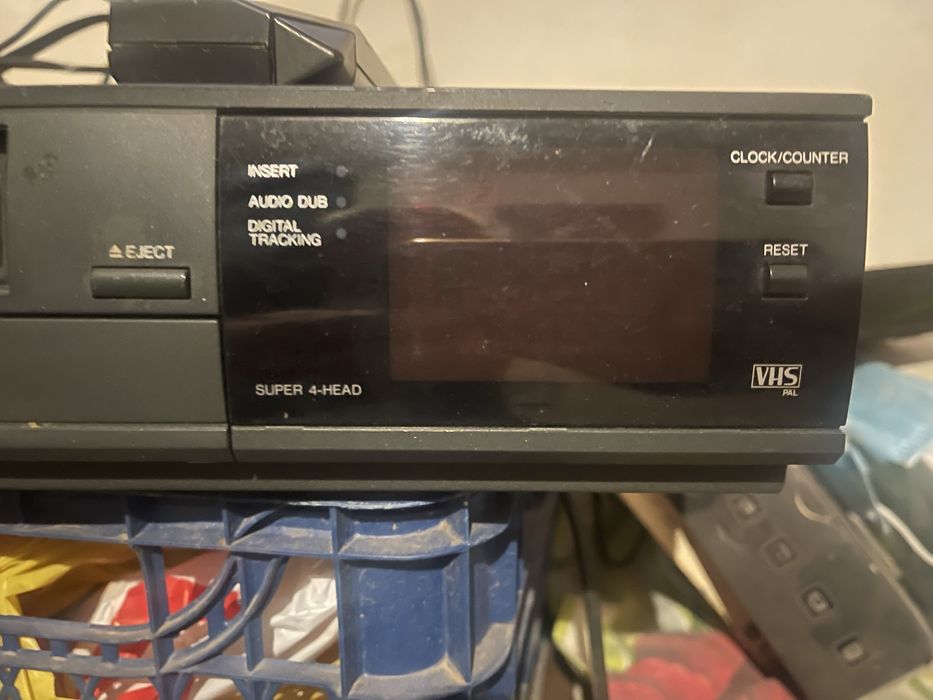 EJECT
INSERT
AUDIO DUB
DIGITAL
TRACKING
SUPER 4-HEAD
CLOCK/COUNTER
RESET
VHS
PAL